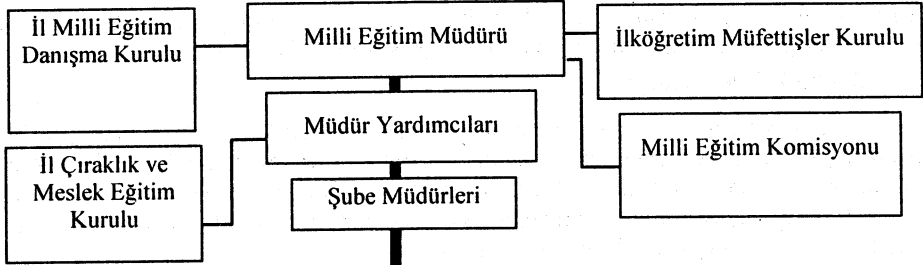 İl Milli Eğitim
Danışma Kurulu
Milli Eğitim Müdürü
İlköğretim Müfettişler Kurulu
Müdür Yardımcıları
Milli Eğitim Komisyonu
İl Çıraklık ve
Meslek Eğitim
Kurulu
Şube Müdürleri